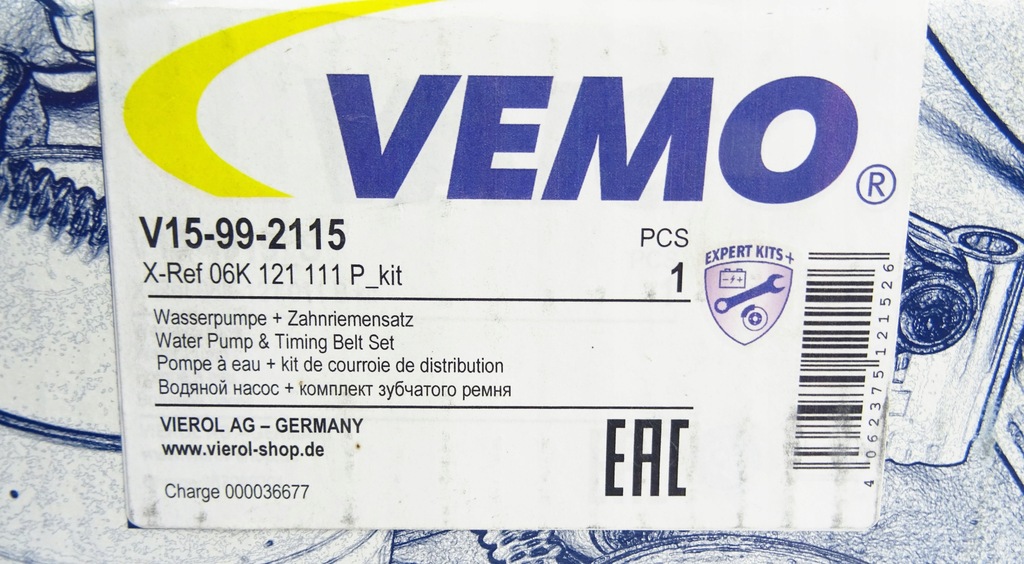 VEMO®
V15-99-2115
PCS
X-Ref 06K 121 111 P_kit
1
EXPERT KITS+
Wasserpumpe + Zahnriemensatz
Water Pump & Timing Belt Set
Pompe à eau + kit de courroie de distribution
Водяной насос + комплект зубчатого ремня
VIEROL AG – GERMANY
www.vierol-shop.de
EAC
Charge 000036677
4 062375 121526